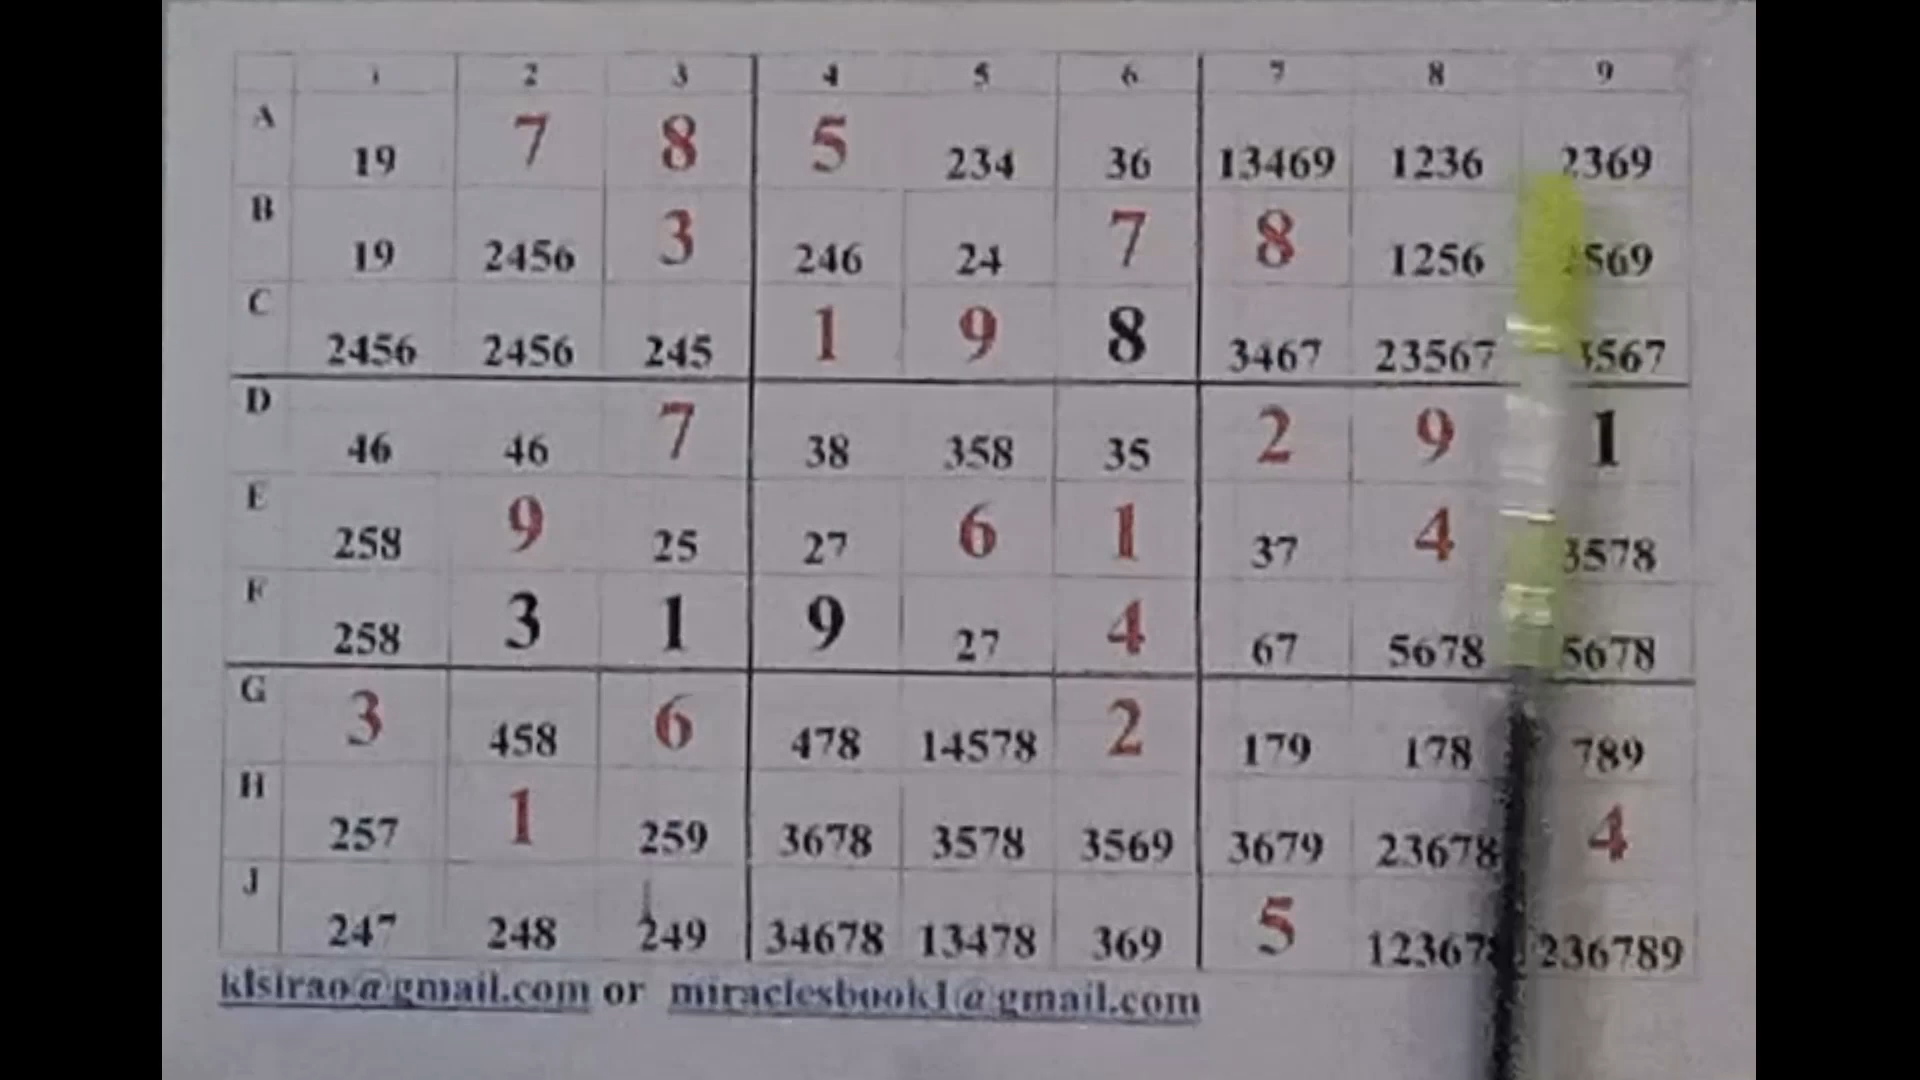 1 2 3 4 5 6 7 8 9
A 19 7 8 5 234 36 13469 1236 2369
B 19 2456 3 246 24 7 8 1256 569
C 2456 2456 245 1 9 8 3467 23567 567
D 46 46 7 38 358 35 2 9 1
E 258 9 25 27 6 1 37 4 3578
F 258 3 1 9 27 4 67 5678 5678
G 3 458 6 478 14578 2 179 178 789
H 257 1 259 3678 3578 3569 3679 23678 4
J 247 248 249 34678 13478 369 5 123678 236789
klsirao@gmail.com or miraclesbook1@gmail.com